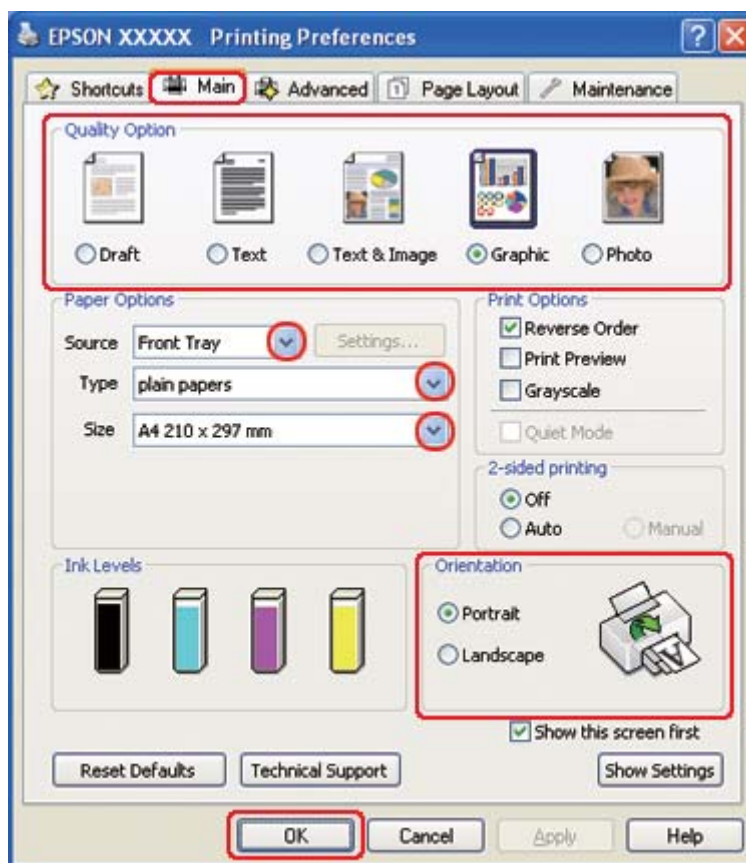 EPSON XXXXX Printing Preferences
Shortcuts Main Advanced Page Layout Maintenance
Quality Option
Draft Text Text & Image Graphic Photo
Paper Options
Source Front Tray Settings...
Type plain papers
Size A4 210 x 297 mm
Print Options
Reverse Order
Print Preview
Grayscale
Quiet Mode
2-sided printing
Off
Auto Manual
Ink Levels
Orientation
Portrait
Landscape
Show this screen first
Reset Defaults Technical Support Show Settings
OK Cancel Apply Help